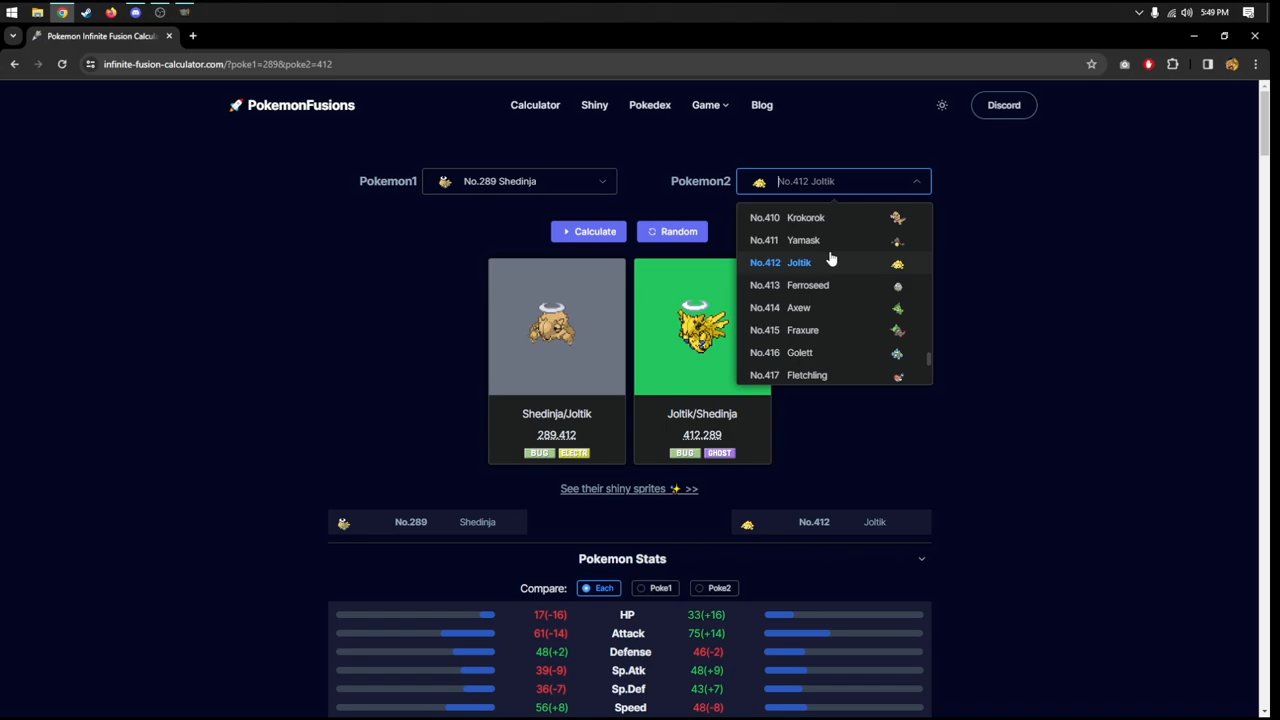 5:49 PM
Pokemon Infinite Fusion Calcul
infinite-fusion-calculator.com/?poke1=289&poke2=412
PokemonFusions
Calculator Shiny Pokedex Game Blog
Discord
Pokemon1 No.289 Shedinja
Pokemon2 No.412 Joltik
No.410 Krokorok
No.411 Yamask
No.412 Joltik
No.413 Ferroseed
No.414 Axew
No.415 Fraxure
No.416 Golett
No.417 Fletchling
Calculate Random
Shedinja/Joltik
289.412
BUG ELECTR
Joltik/Shedinja
412.289
BUG GHOST
See their shiny sprites ✨ >>
No.289 Shedinja
No.412 Joltik
Pokemon Stats
Compare: Each Poke1 Poke2
17(-16) HP 33(+16)
61(-14) Attack 75(+14)
48(+2) Defense 46(-2)
39(-9) Sp.Atk 48(+9)
36(-7) Sp.Def 43(+7)
56(+8) Speed 48(-8)